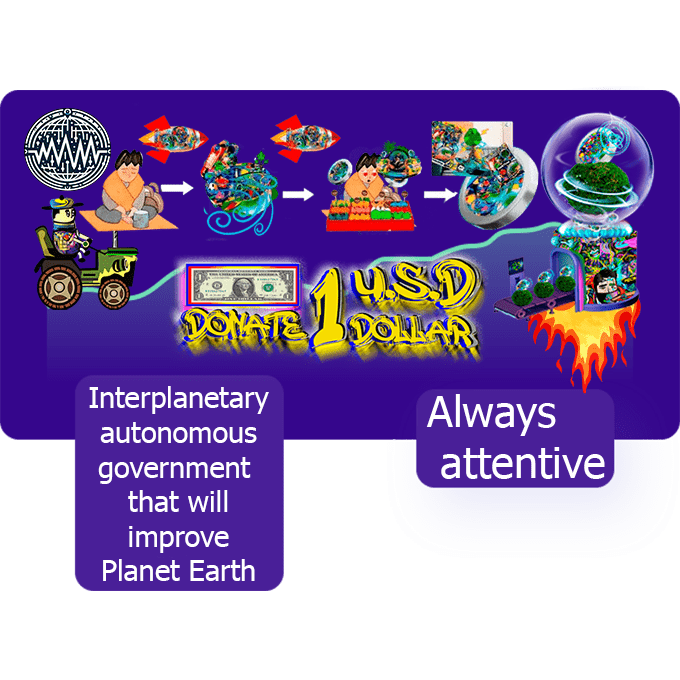 U.S.D
DONATE 1 DOLLAR
Interplanetary
autonomous
government
that will
improve
Planet Earth
Always
attentive